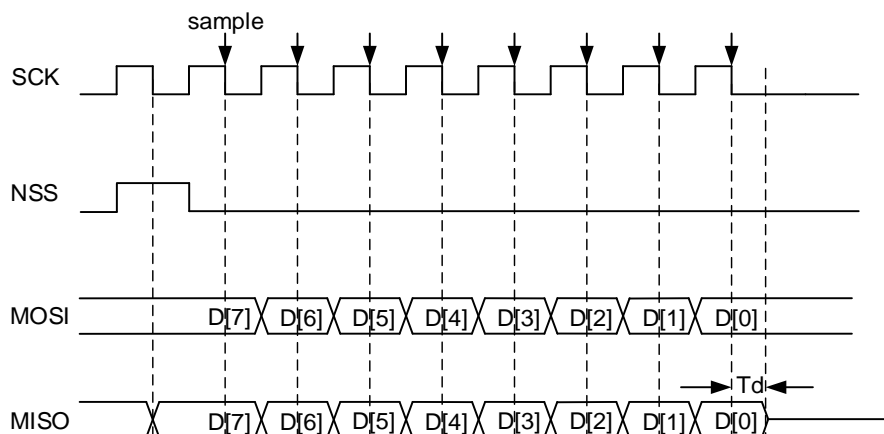 sample
SCK
NSS
MOSI D[7] D[6] D[5] D[4] D[3] D[2] D[1] D[0]
Td
MISO D[7] D[6] D[5] D[4] D[3] D[2] D[1] D[0]